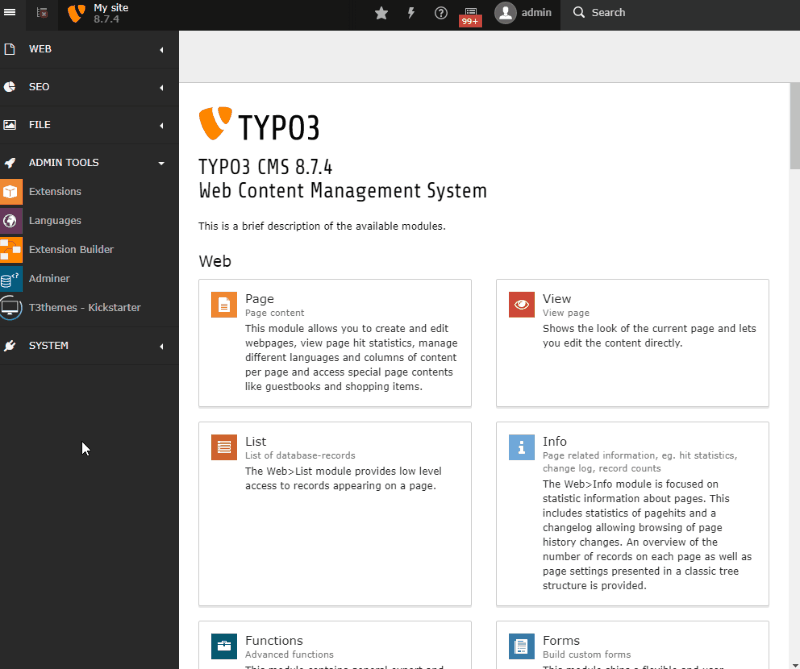 My site
8.7.4
99+
admin
Search
WEB
SEO
FILE
ADMIN TOOLS
Extensions
Languages
Extension Builder
Adminer
T3themes - Kickstarter
SYSTEM
TYPO3
TYPO3 CMS 8.7.4
Web Content Management System
This is a brief description of the available modules.
Web
Page
Page content
This module allows you to create and edit
webpages, view page hit statistics, manage
different languages and columns of content
per page and access special page contents
like guestbooks and shopping items.
View
View page
Shows the look of the current page and lets
you edit the content directly.
List
List of database-records
The Web>List module provides low level
access to records appearing on a page.
Info
Page related information, eg. hit statistics,
change log, record counts
The Web>Info module is focused on
statistic information about pages. This
includes statistics of pagehits and a
changelog allowing browsing of page
history changes. An overview of the
number of records on each page as well as
page settings presented in a classic tree
structure is provided.
Functions
Advanced functions
This module contains general export and
Forms
Build custom forms